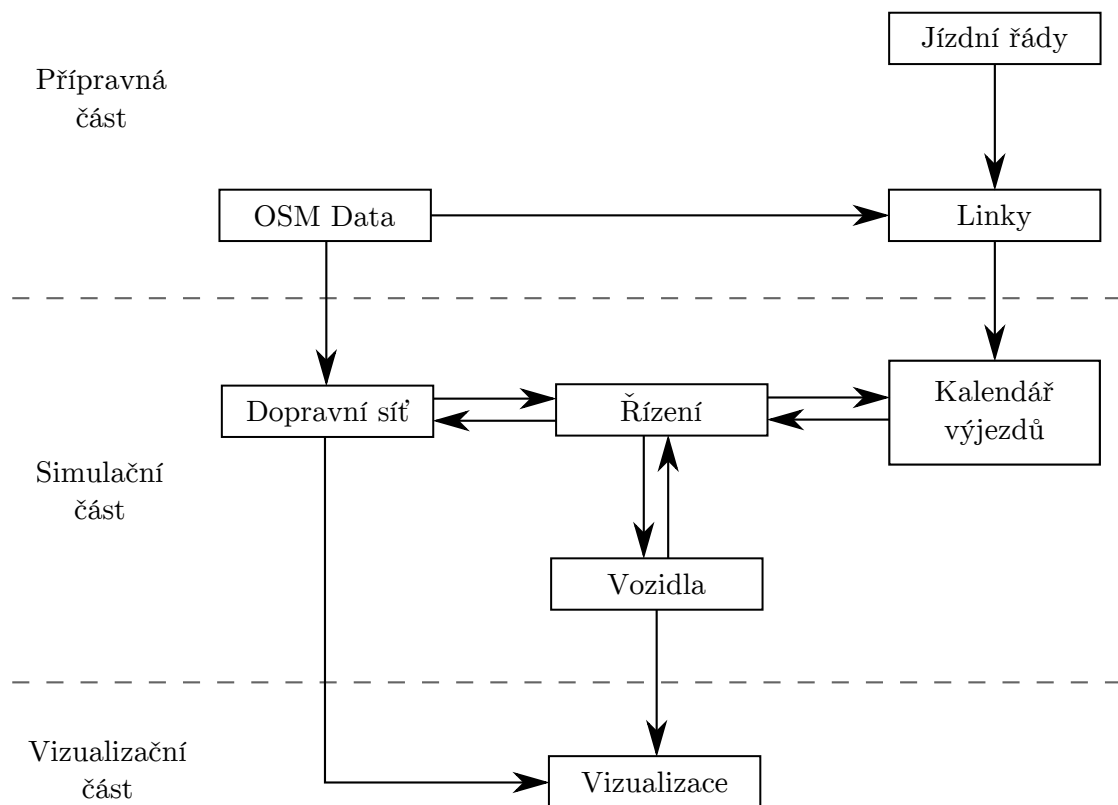 Jízdní řády
Přípravná
část
OSM Data
Linky
Dopravní síť
Řízení
Kalendář
výjezdů
Simulační
část
Vozidla
Vizualizační
část
Vizualizace